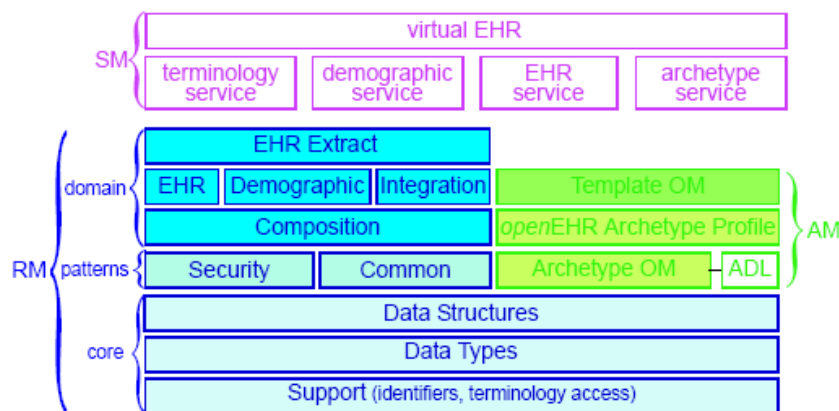 virtual EHR
SM
terminology
service
demographic
service
EHR
service
archetype
service
EHR Extract
domain
EHR
Demographic
Integration
Template OM
Composition
openEHR Archetype Profile
AM
RM
patterns
Security
Common
Archetype OM
ADL
Data Structures
core
Data Types
Support (identifiers, terminology access)